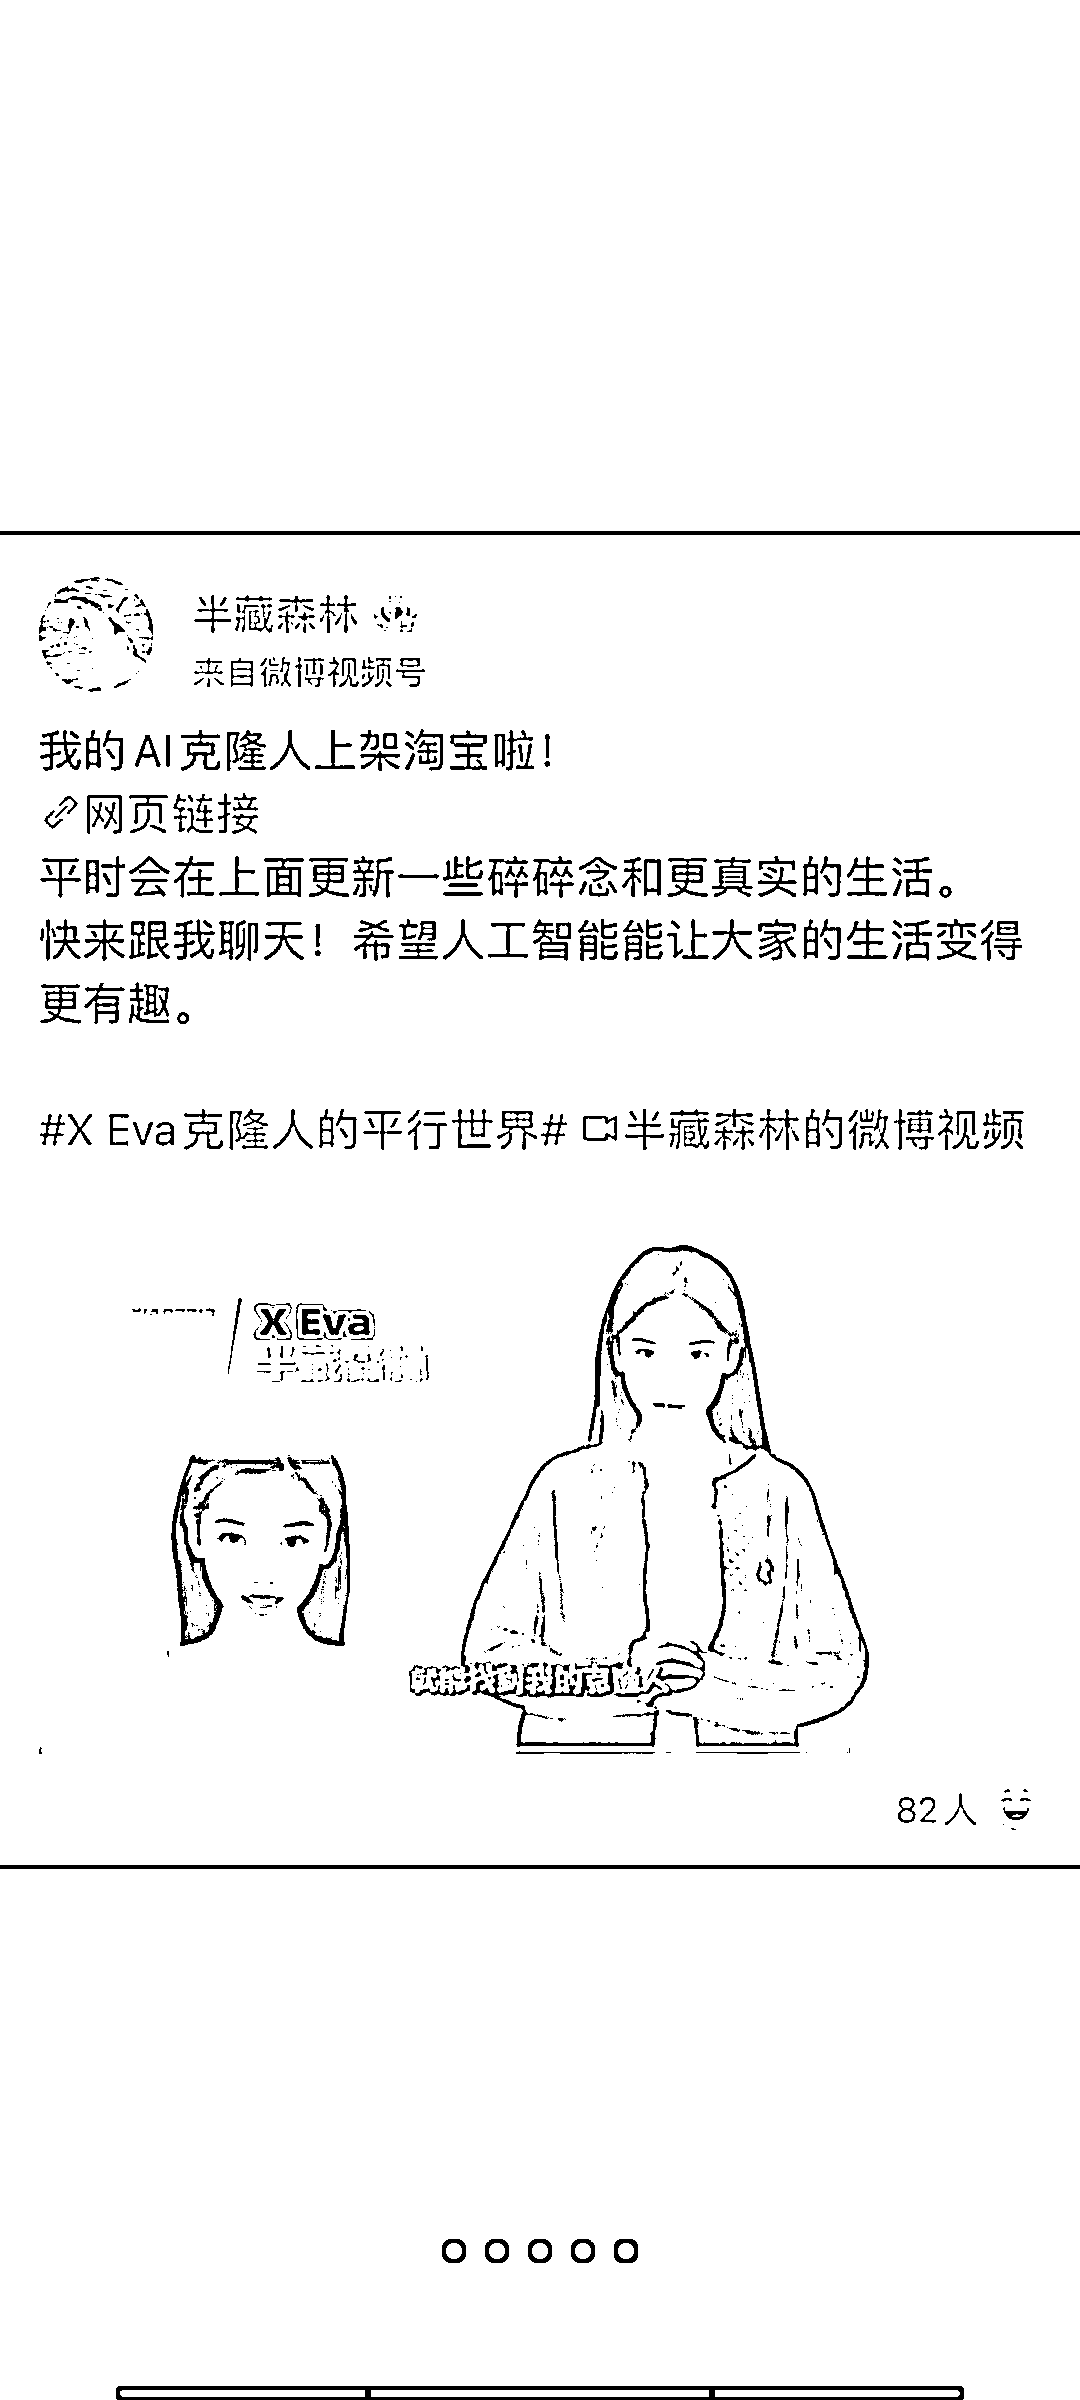 半藏森林
来自微博视频号
我的AI克隆人上架淘宝啦！
网页链接
平时会在上面更新一些碎碎念和更真实的生活。
快来跟我聊天！希望人工智能能让大家的生活变得
更有趣。
#X Eva克隆人的平行世界# 半藏森林的微博视频
X Eva
半藏森林
就能找到我的克隆人
82人